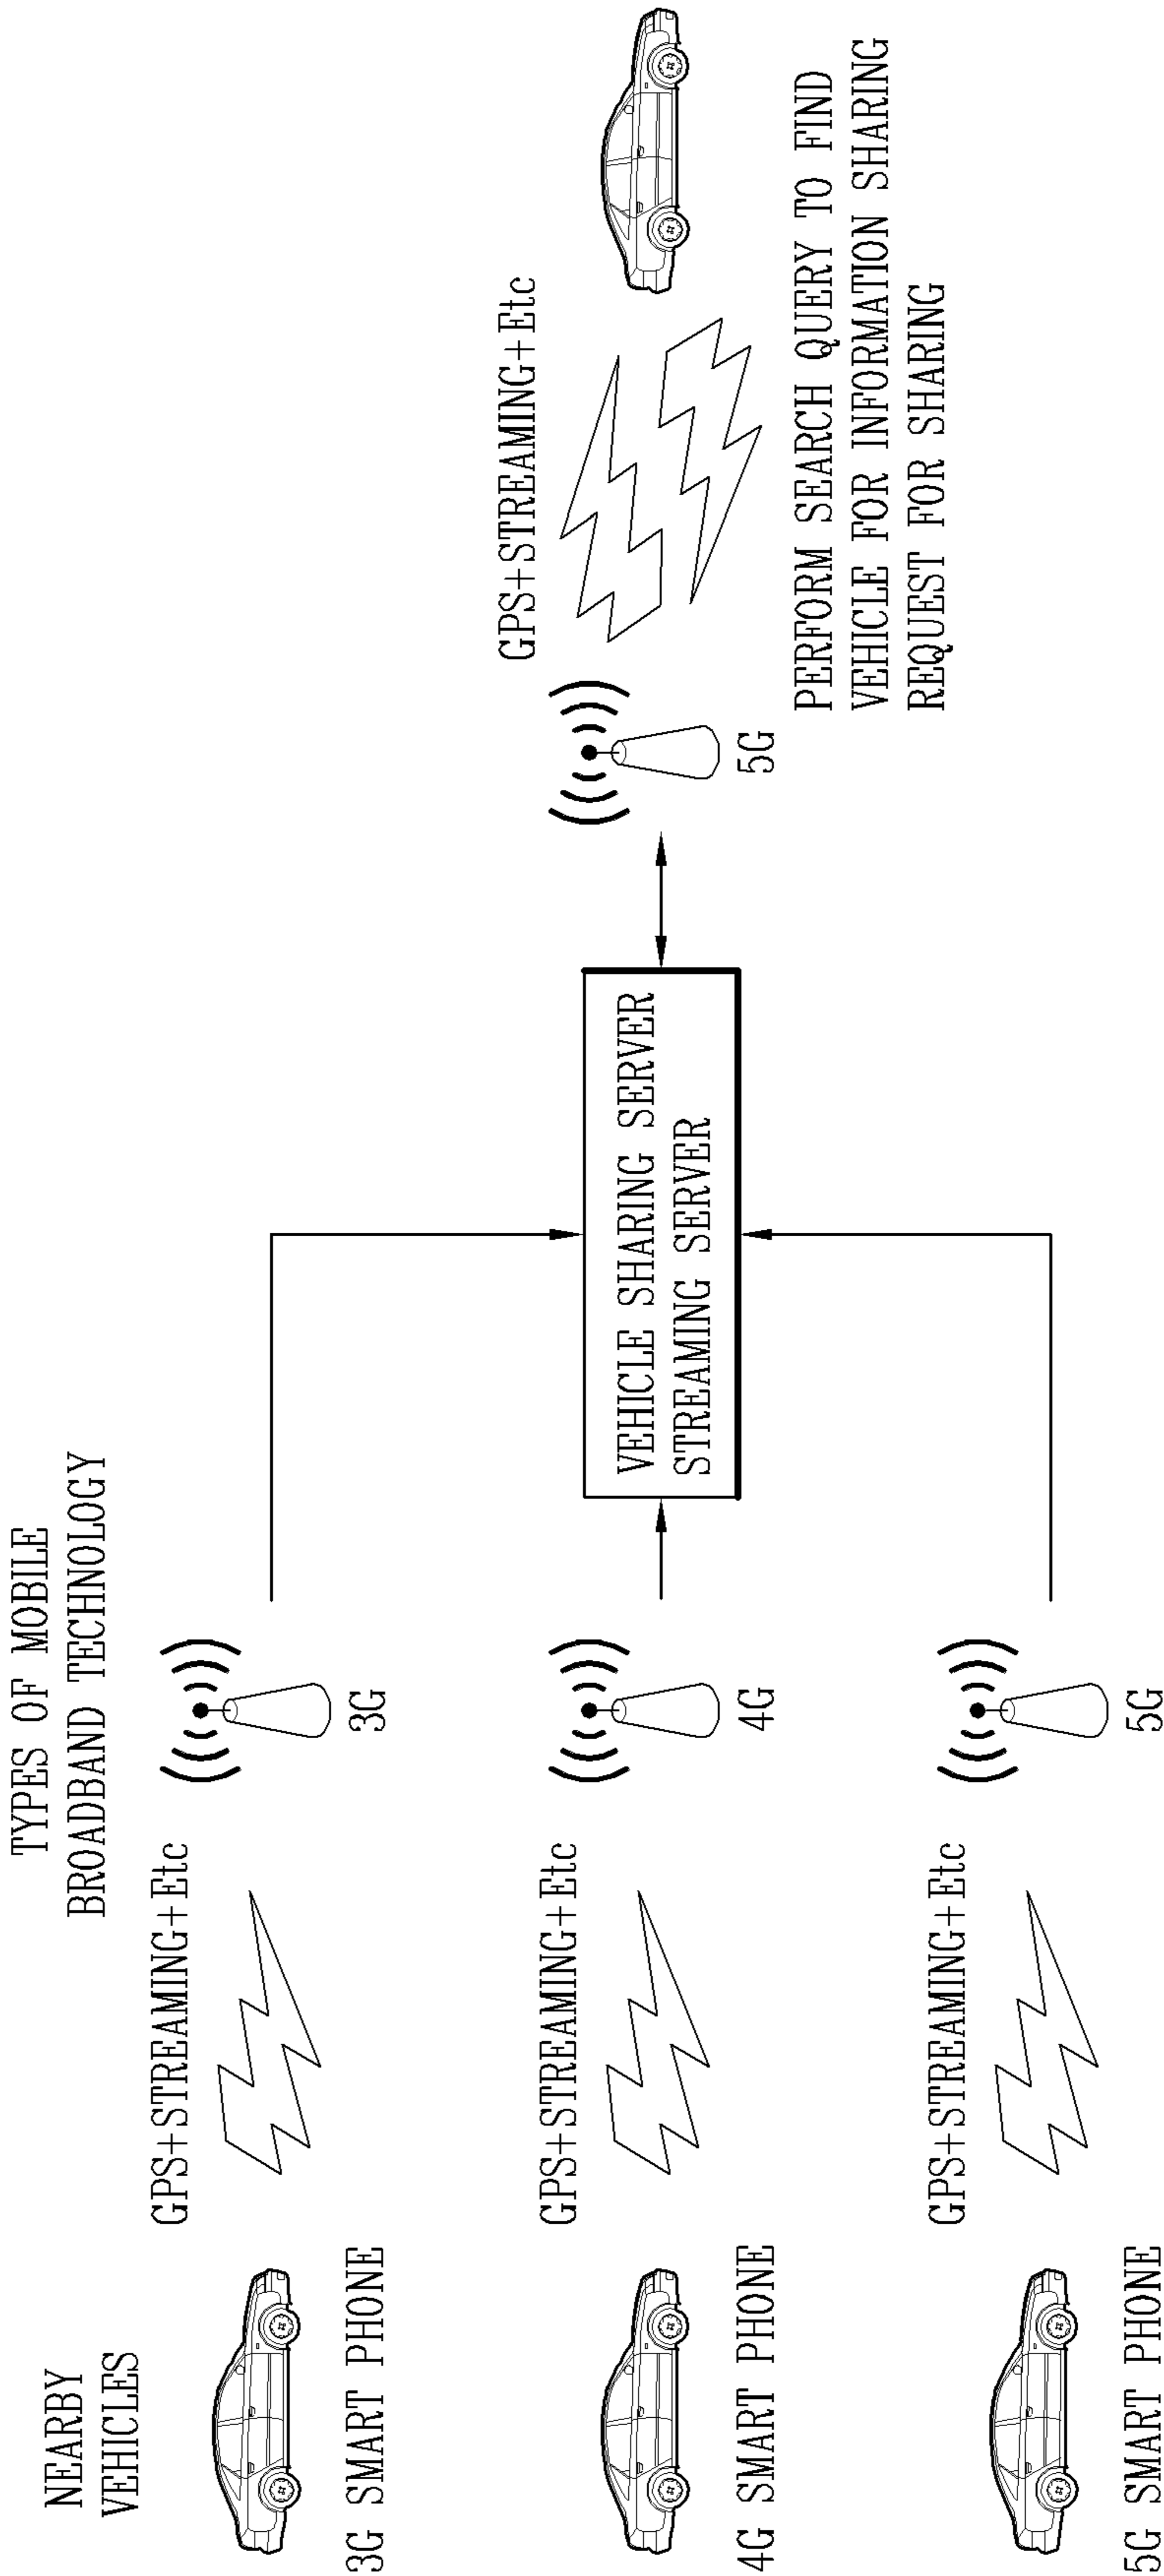 NEARBY
VEHICLES
TYPES OF MOBILE
BROADBAND TECHNOLOGY
GPS+STREAMING+Etc
3G SMART PHONE
3G
GPS+STREAMING+Etc
4G SMART PHONE
4G
VEHICLE SHARING SERVER
STREAMING SERVER
GPS+STREAMING+Etc
5G
PERFORM SEARCH QUERY TO FIND
VEHICLE FOR INFORMATION SHARING
REQUEST FOR SHARING
GPS+STREAMING+Etc
5G SMART PHONE
5G